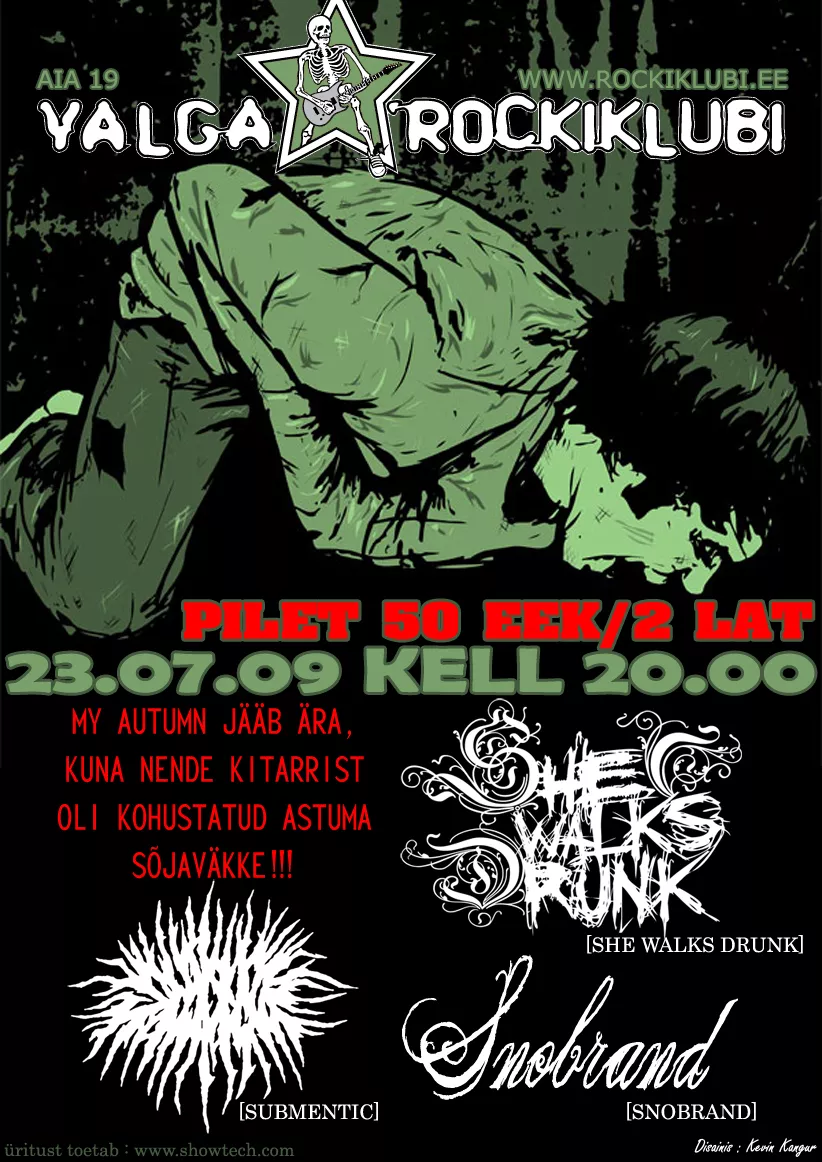 AIA 19
WWW.ROCKIKLUBI.EE
VALGA ROCKIKLUBI
PILET 50 EEK/2 LAT
23.07.09 KELL 20.00
MY AUTUMN JÄÄB ÄRA,
KUNA NENDE KITARRIST
OLI KOHUSTATUD ASTUMA
SÕJAVÄKKE!!!
SHE
WALKS
DRUNK
[SHE WALKS DRUNK]
[SUBMENTIC]
Snobrand
[SNOBRAND]
üritust toetab : www.showtech.com
Disainis : Kevin Kangur